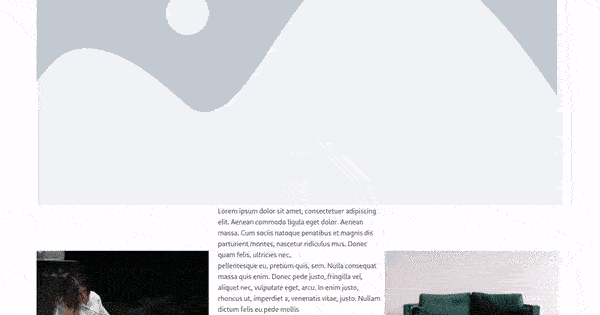 Lorem ipsum dolor sit amet, consectetuer adipiscing
elit. Aenean commodo ligula eget dolor. Aenean
massa. Cum sociis natoque penatibus et magnis dis
parturient montes, nascetur ridiculus mus. Donec
quam felis, ultricies nec,
pellentesque eu, pretium quis, sem. Nulla consequat
massa quis enim. Donec pede justo, fringilla vel,
aliquet nec, vulputate eget, arcu. In enim justo,
rhoncus ut, imperdiet a, venenatis vitae, justo. Nullam
dictum felis eu pede mollis